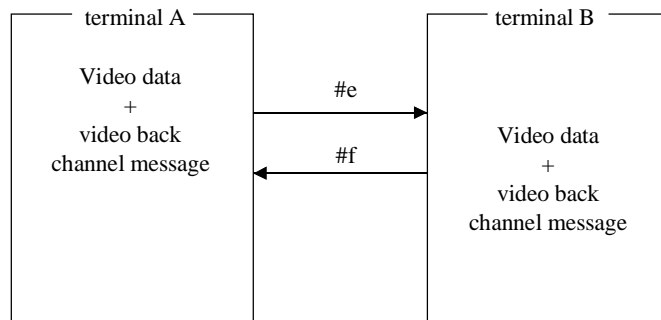 terminal A
terminal B
Video data
+
video back
channel message
#e
#f
Video data
+
video back
channel message